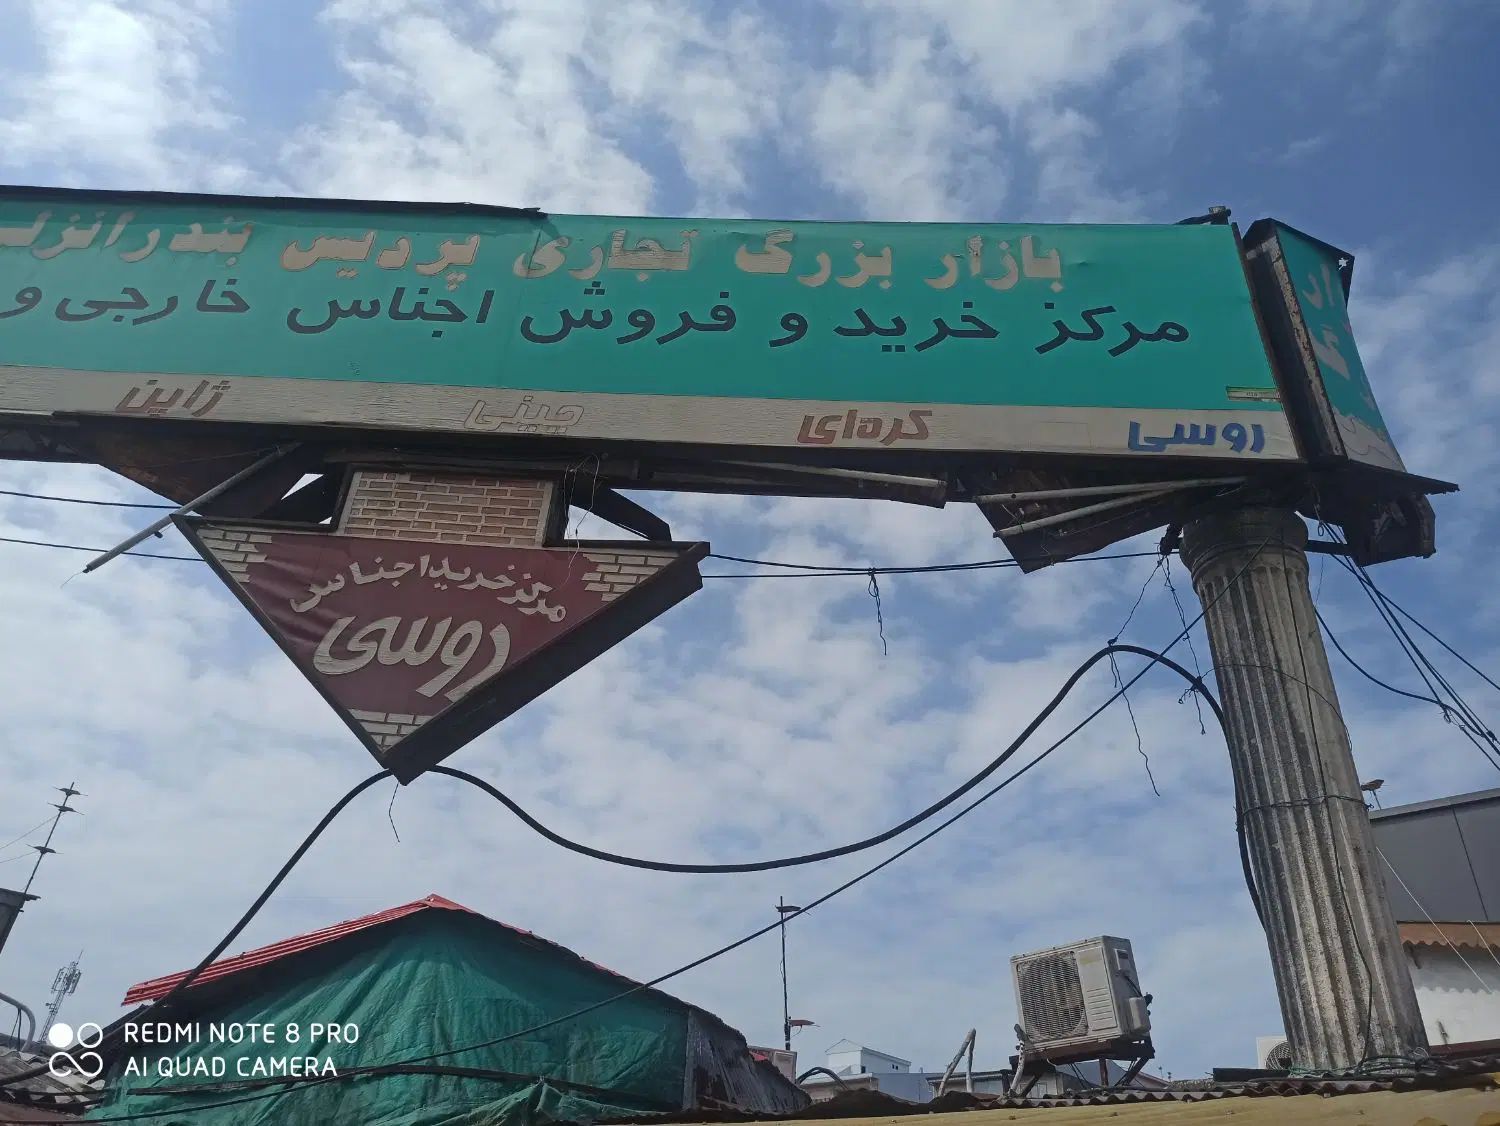 بازار بزرگ تجاری پردیس بندرانزلـ
مرکز خرید و فروش اجناس خارجی و
روسی کره‌ای چینی ژاپن
مرکز خرید اجناس
روسی
REDMI NOTE 8 PRO
AI QUAD CAMERA